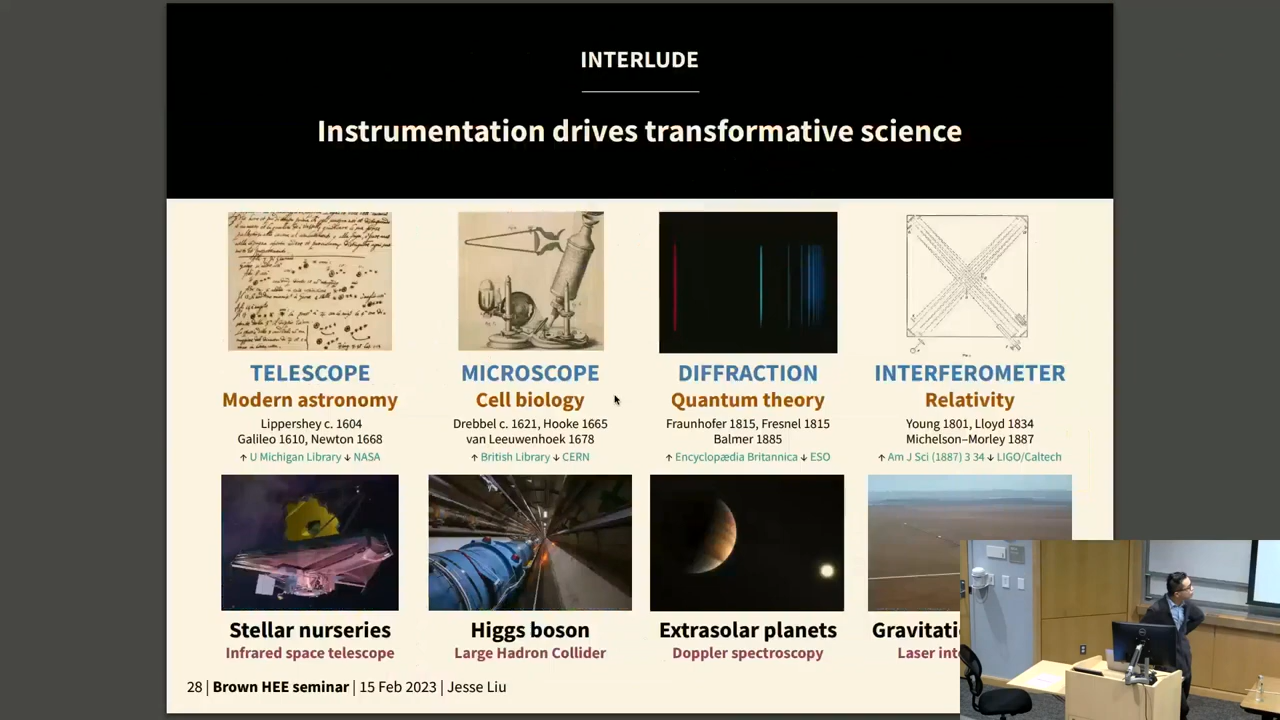 INTERLUDE
Instrumentation drives transformative science
TELESCOPE
Modern astronomy
Lippershey c. 1604
Galileo 1610, Newton 1668
↑ U Michigan Library ↓ NASA
MICROSCOPE
Cell biology
Drebbel c. 1621, Hooke 1665
van Leeuwenhoek 1678
↑ British Library ↓ CERN
DIFFRACTION
Quantum theory
Fraunhofer 1815, Fresnel 1815
Balmer 1885
↑ Encyclopædia Britannica ↓ ESO
INTERFEROMETER
Relativity
Young 1801, Lloyd 1834
Michelson–Morley 1887
↑ Am J Sci (1887) 3 34 ↓ LIGO/Caltech
Stellar nurseries
Infrared space telescope
Higgs boson
Large Hadron Collider
Extrasolar planets
Doppler spectroscopy
Gravitati
Laser int
28 | Brown HEE seminar | 15 Feb 2023 | Jesse Liu